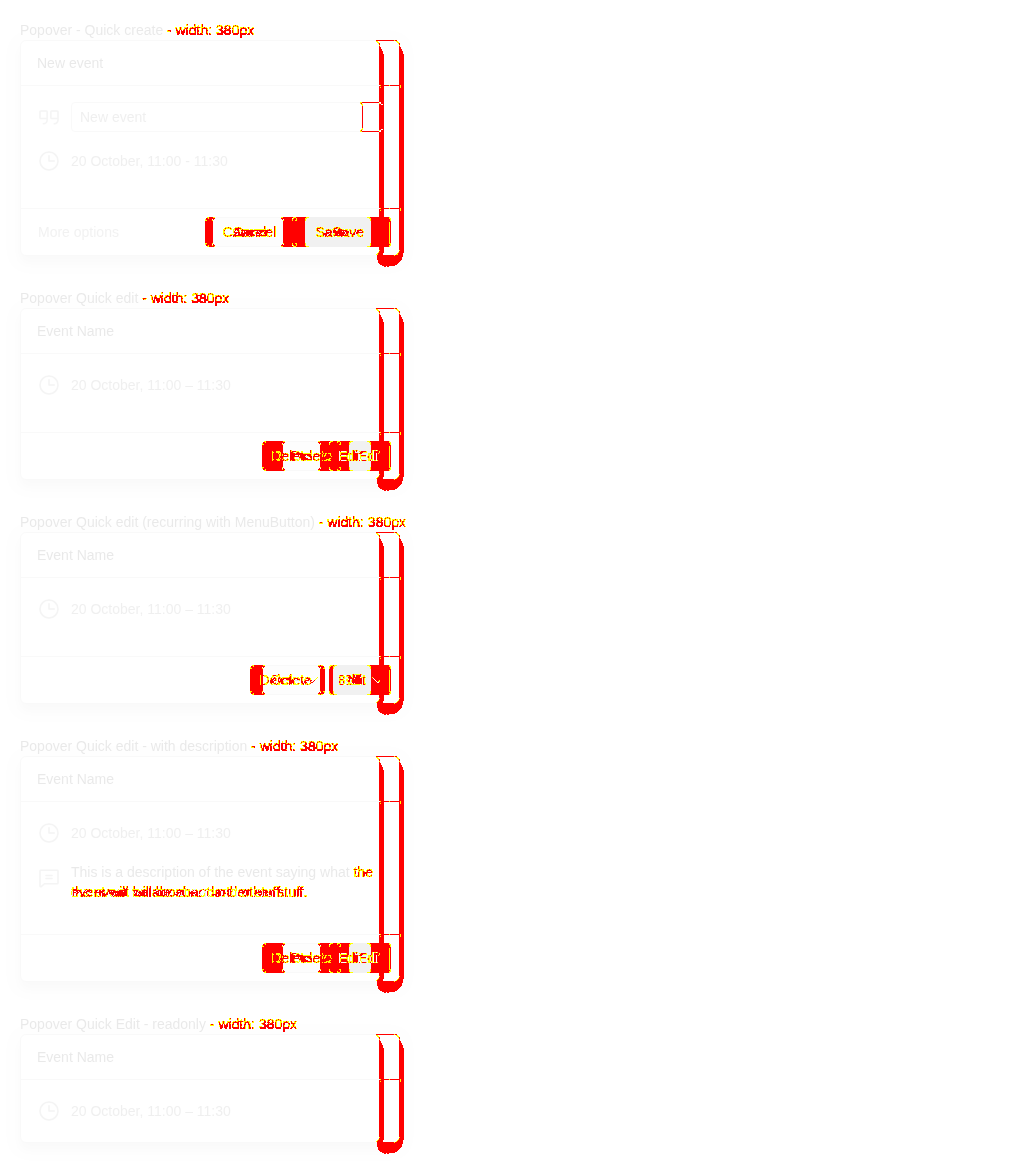 Popover - Quick create - width: 380px
New event
New event
20 October, 11:00 - 11:30
More options Cancel Save
Popover Quick edit - width: 380px
Event Name
20 October, 11:00 – 11:30
Delete Edit
Popover Quick edit (recurring with MenuButton) - width: 380px
Event Name
20 October, 11:00 – 11:30
Delete Edit
Popover Quick edit - with description - width: 380px
Event Name
20 October, 11:00 – 11:30
This is a description of the event saying what the
Delete Edit
Popover Quick Edit - readonly - width: 380px
Event Name
20 October, 11:00 – 11:30